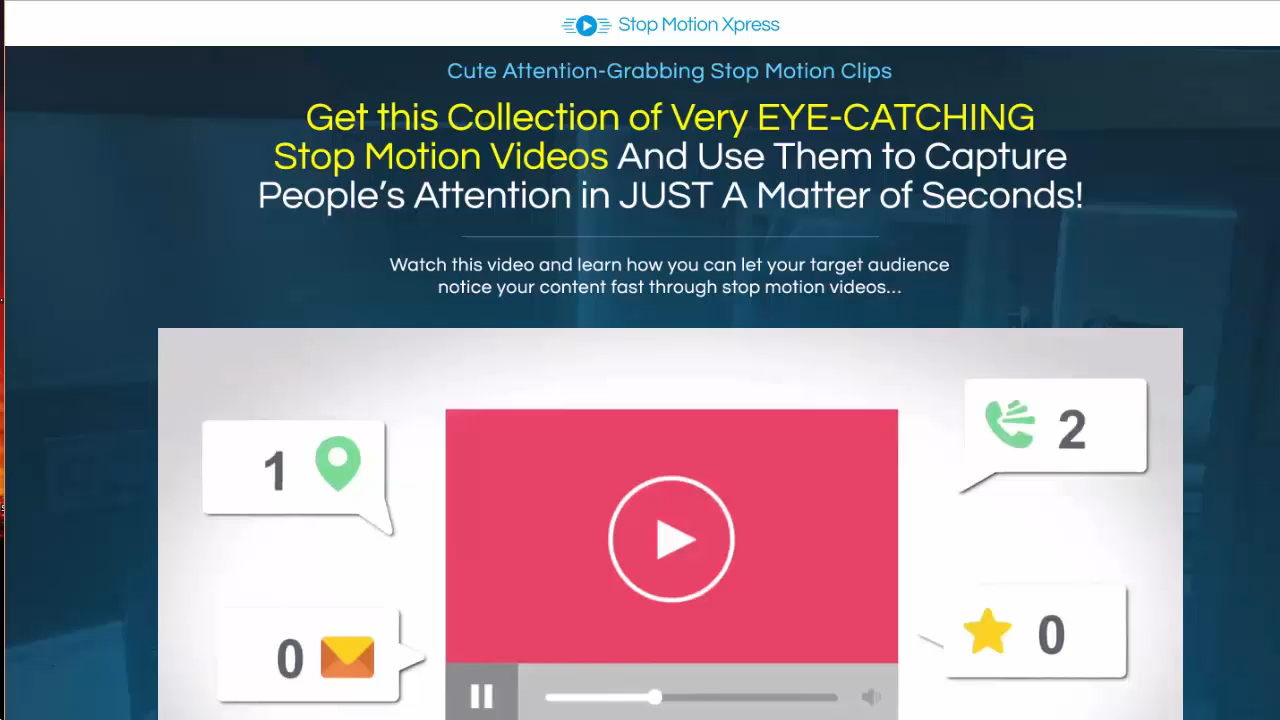 Stop Motion Xpress
Cute Attention-Grabbing Stop Motion Clips
Get this Collection of Very EYE-CATCHING
Stop Motion Videos And Use Them to Capture
People's Attention in JUST A Matter of Seconds!
Watch this video and learn how you can let your target audience
notice your content fast through stop motion videos...
1
2
0
0